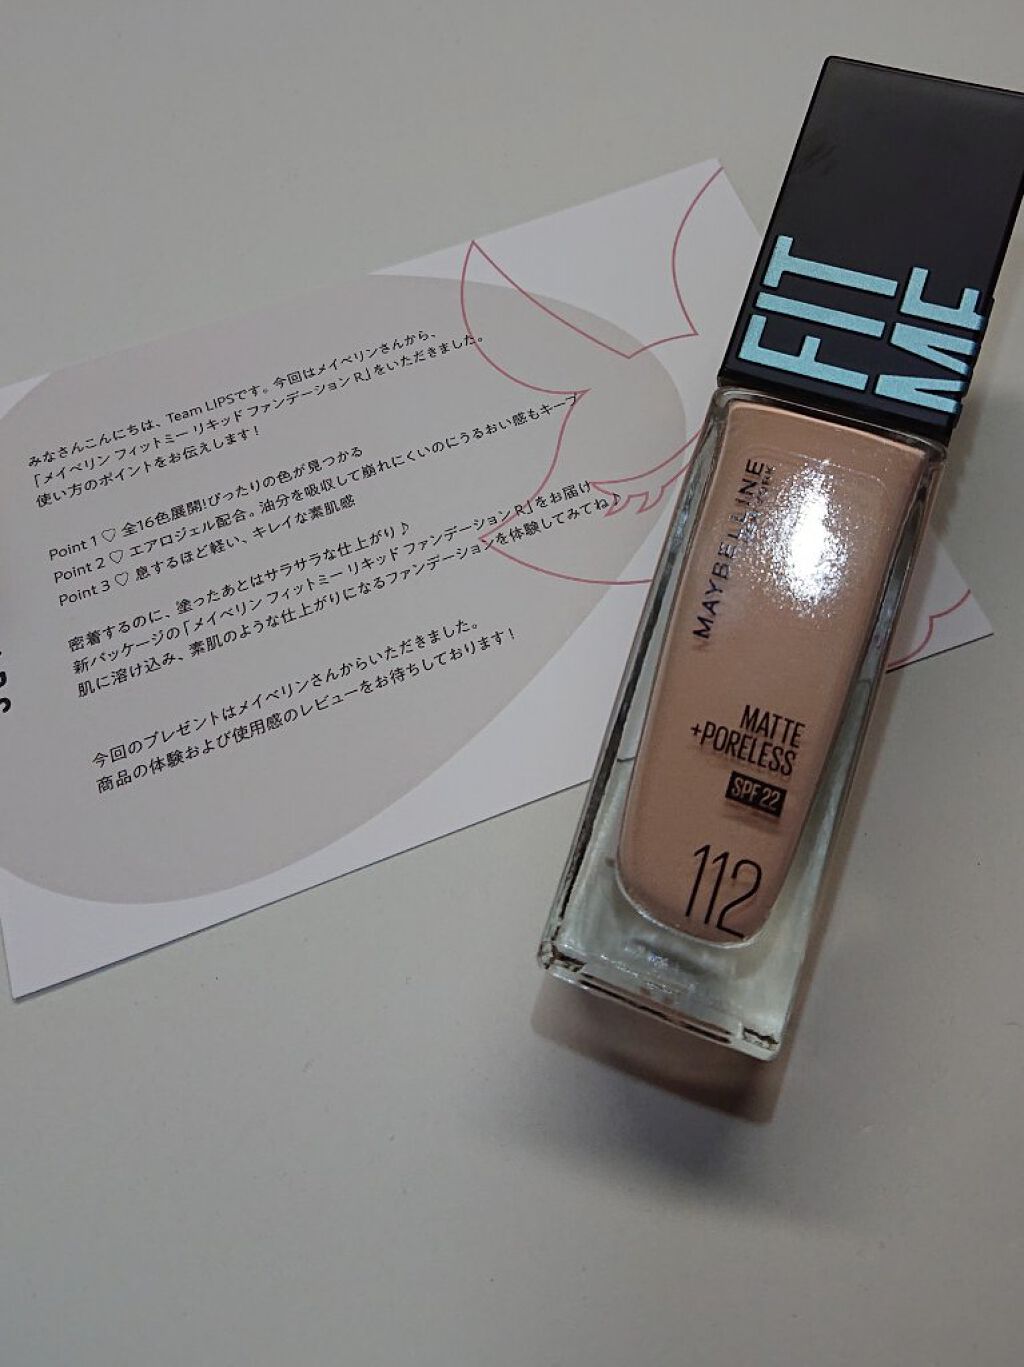 みなさんこんにちは、Team LIPSです。今回はメイベリンさんから、
「メイベリン フィットミー リキッド ファンデーション R」をいただきました。
使い方のポイントをお伝えします！
Point 1 ♡ 全16色展開!ぴったりの色が見つかる
Point 2 ♡ エアロジェル配合。油分を吸収して崩れにくいのにうるおい感もキープ
Point 3 ♡ 息するほど軽い、キレイな素肌感
密着するのに、塗ったあとはサラサラな仕上がり♪
新パッケージの「メイベリン フィットミー リキッド ファンデーション R」をお届け
肌に溶け込み、素肌のような仕上がりになるファンデーションを体験してみてね♪
今回のプレゼントはメイベリンさんからいただきました。
商品の体験および使用感のレビューをお待ちしております！
FIT
ME
MAYBELLINE
NEW YORK
MATTE
+PORELESS
SPF 22
112